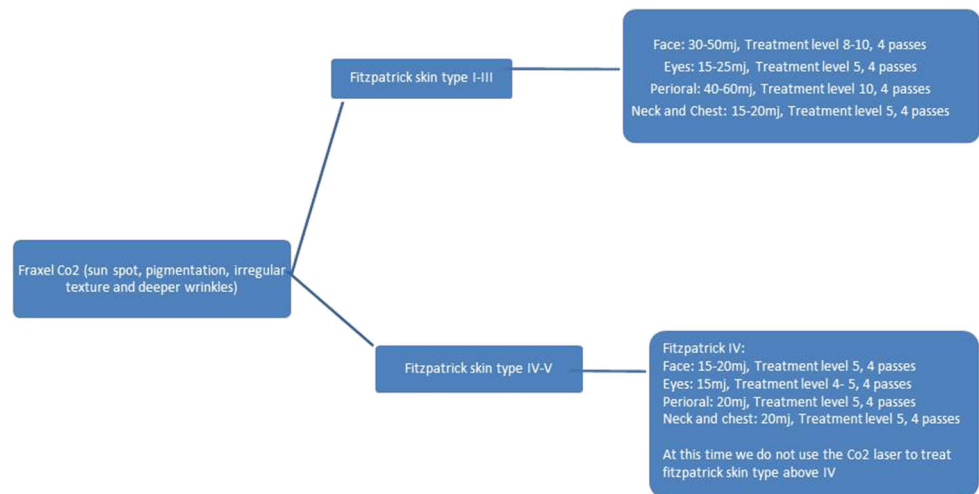 Face: 30-50mj, Treatment level 8-10, 4 passes
Eyes: 15-25mj, Treatment level 5, 4 passes
Perioral: 40-60mj, Treatment level 10, 4 passes
Neck and Chest: 15-20mj, Treatment level 5, 4 passes
Fitzpatrick skin type I-III
Fraxel Co2 (sun spot, pigmentation, irregular
texture and deeper wrinkles)
Fitzpatrick skin type IV-V
Fitzpatrick IV:
Face: 15-20mj, Treatment level 5, 4 passes
Eyes: 15mj, Treatment level 4- 5, 4 passes
Perioral: 20mj, Treatment level 5, 4 passes
Neck and chest: 20mj, Treatment level 5, 4 passes
At this time we do not use the Co2 laser to treat
fitzpatrick skin type above IV